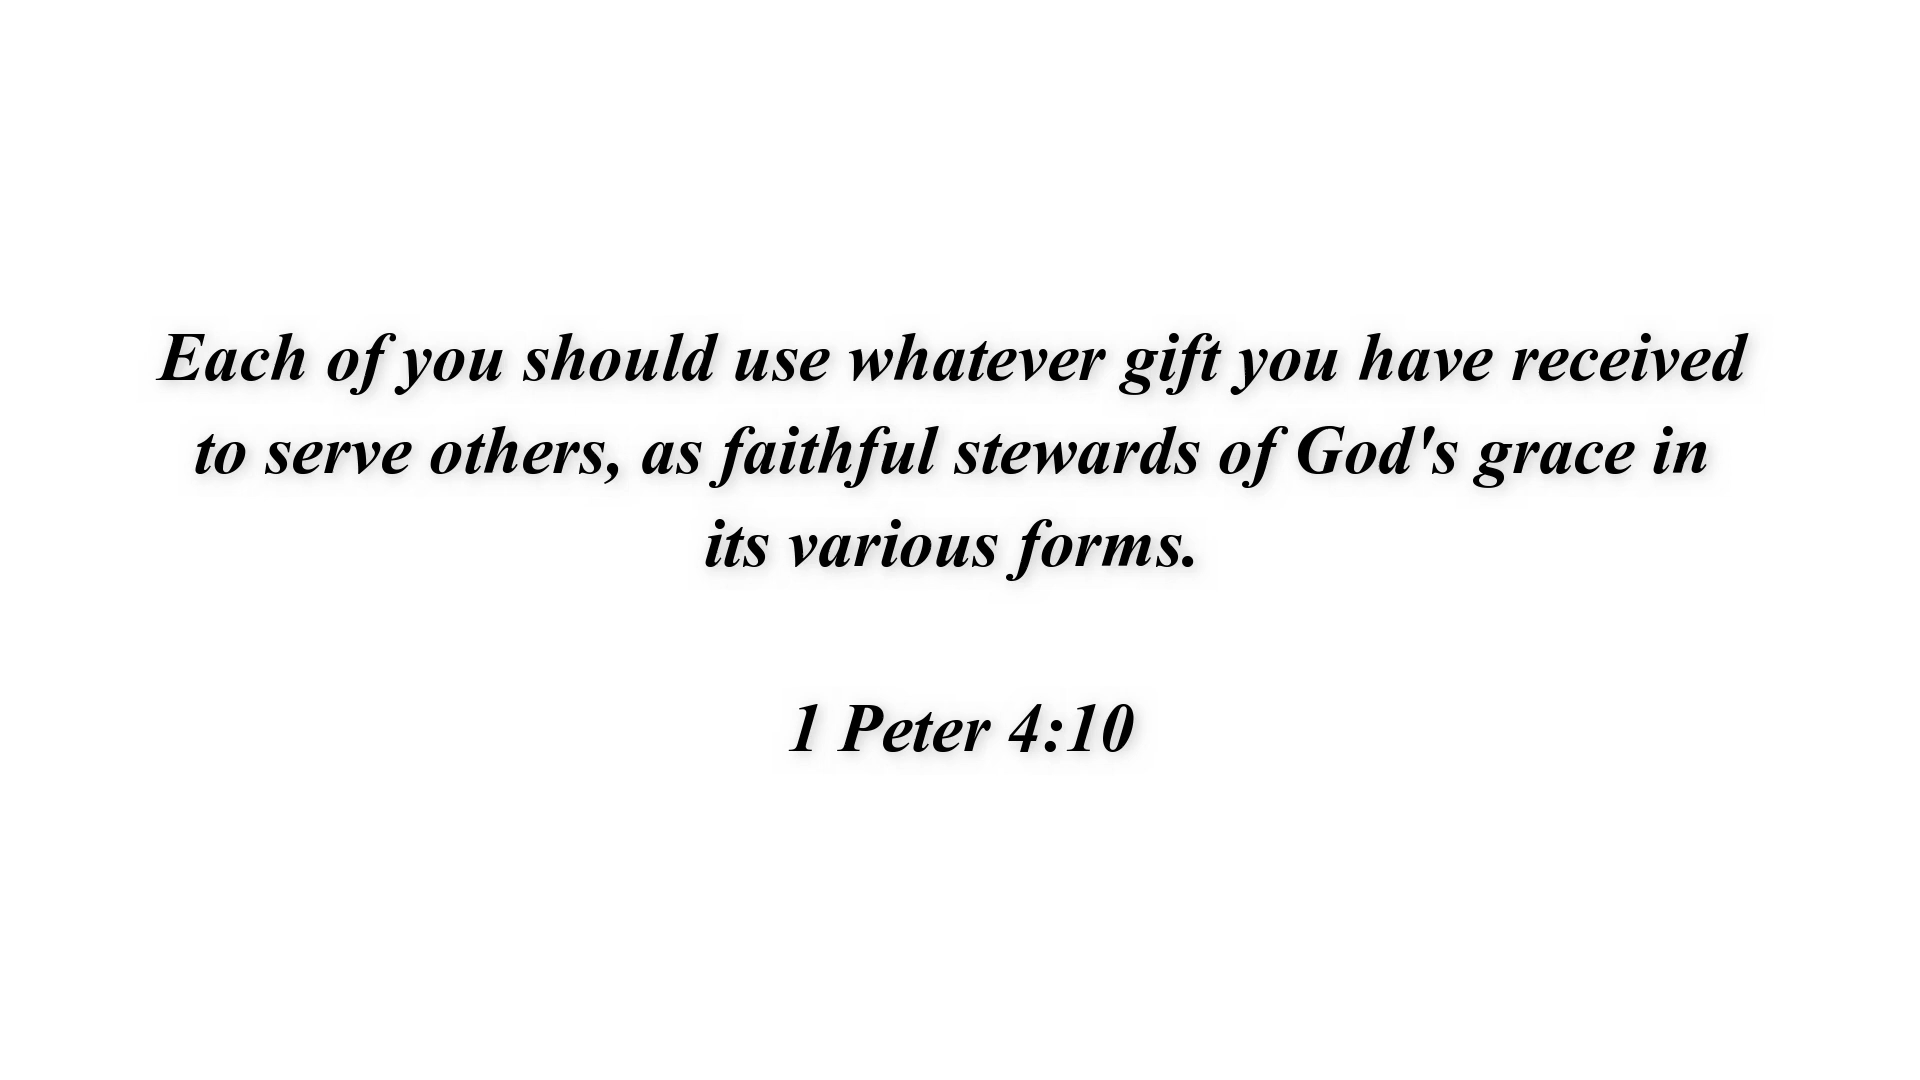 Each of you should use whatever gift you have received
to serve others, as faithful stewards of God's grace in
its various forms.
1 Peter 4:10